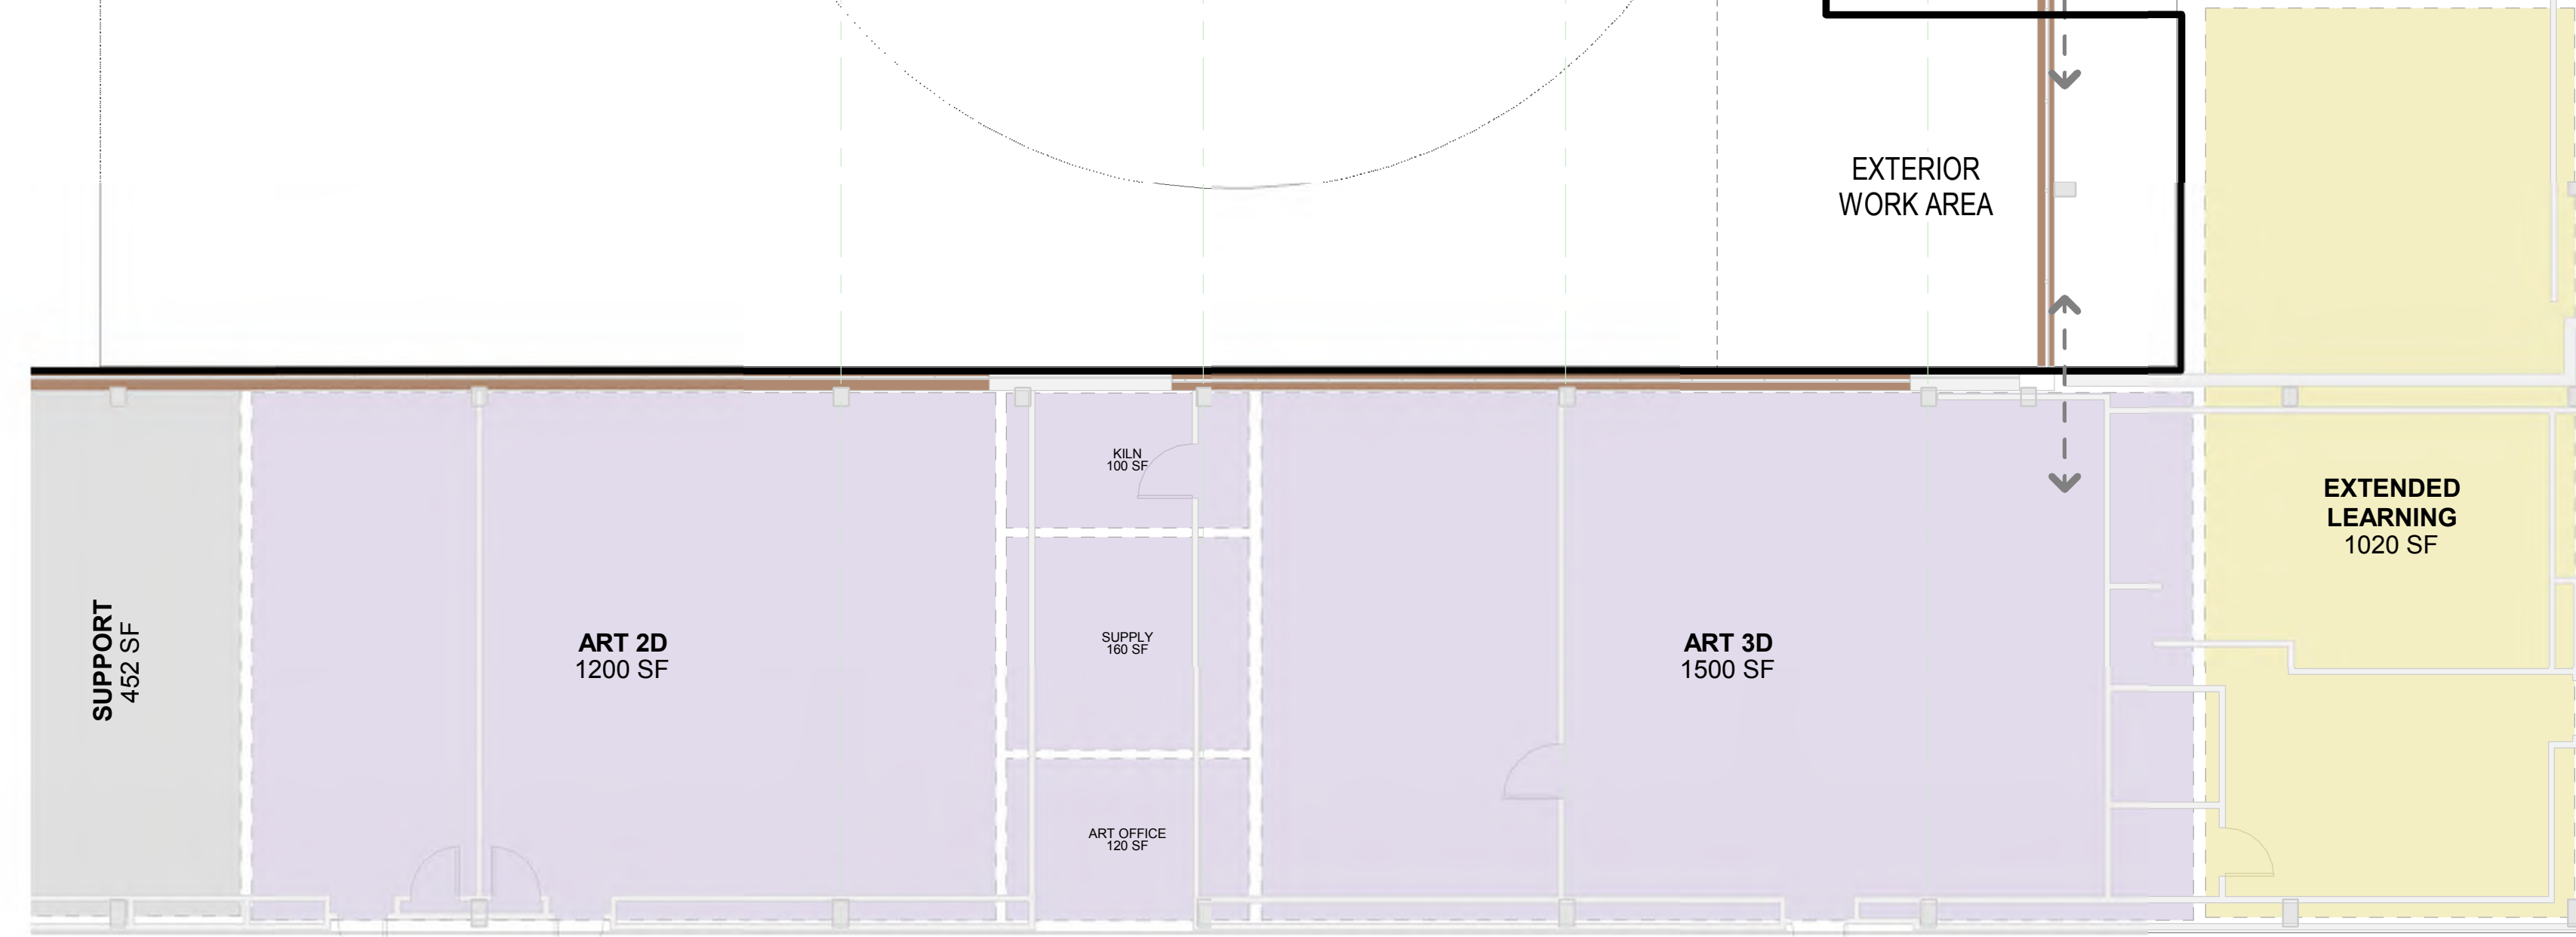 EXTERIOR
WORK AREA
KILN
100 SF
EXTENDED
LEARNING
1020 SF
SUPPORT
452 SF
ART 2D
1200 SF
SUPPLY
160 SF
ART 3D
1500 SF
ART OFFICE
120 SF